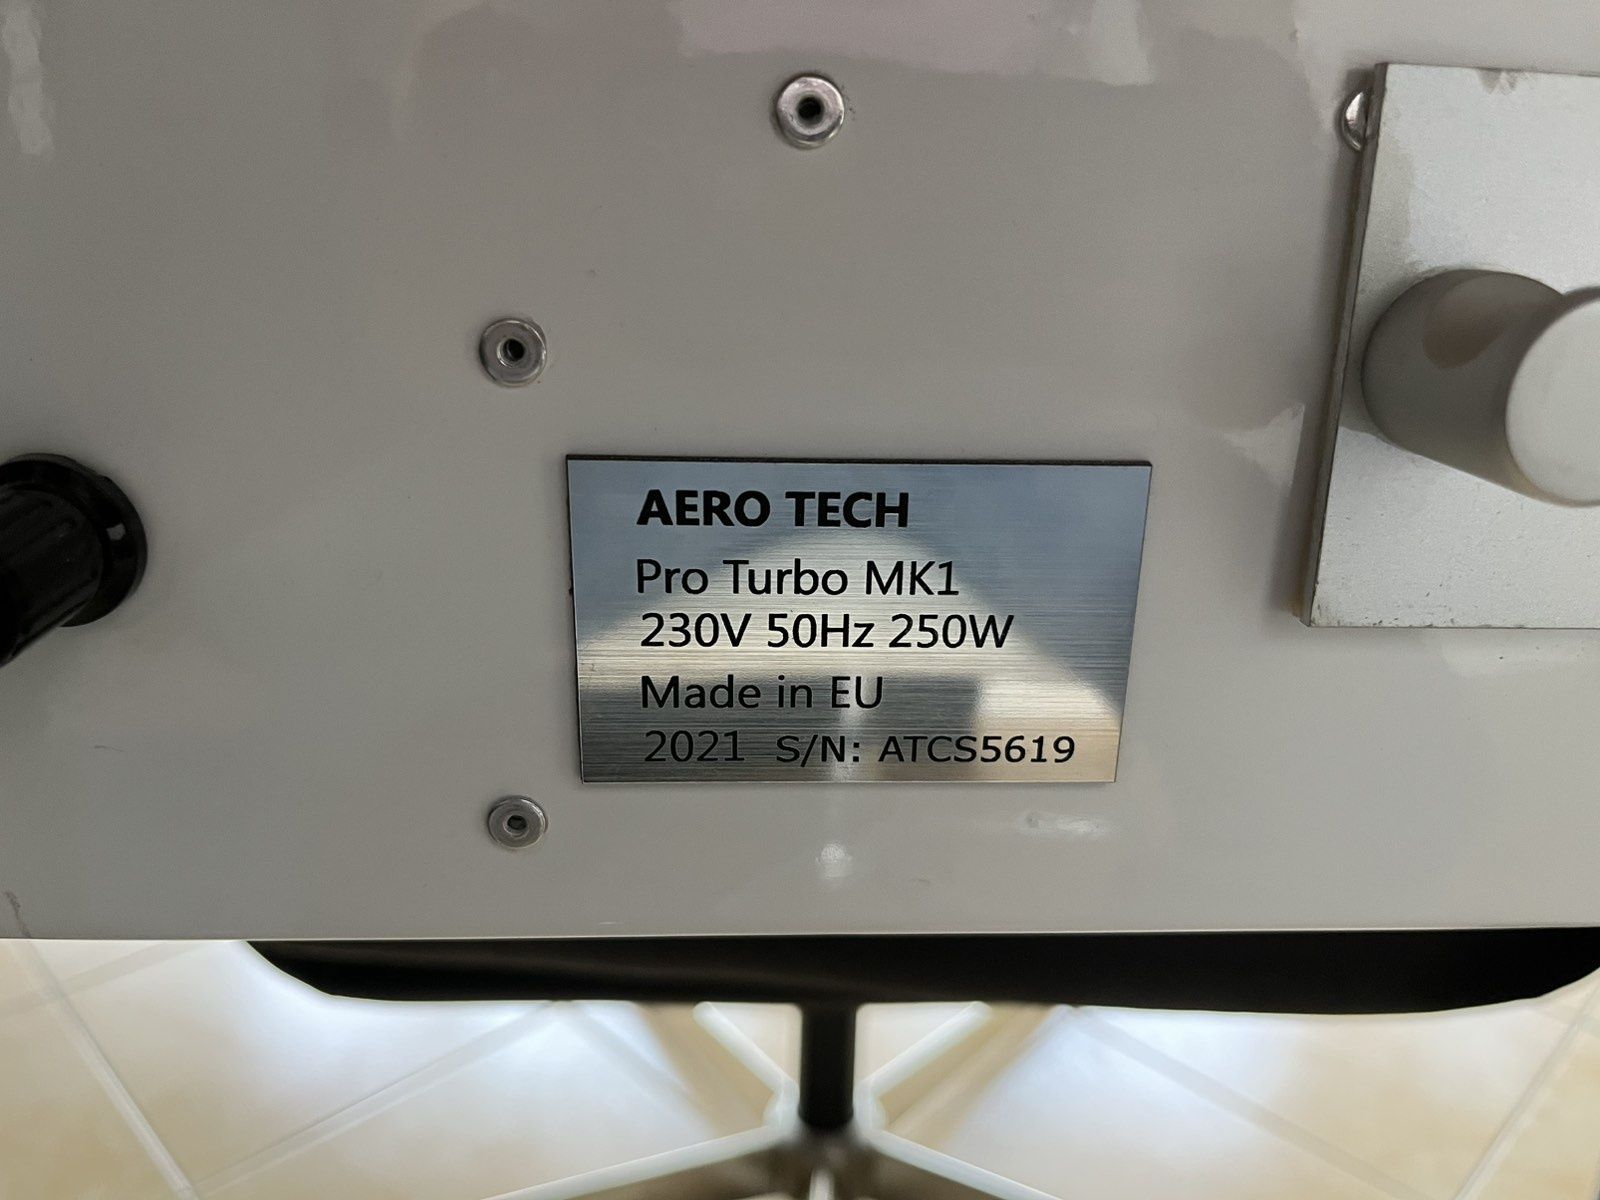 AERO TECH
Pro Turbo MK1
230V 50Hz 250W
Made in EU
2021 S/N: ATCS5619